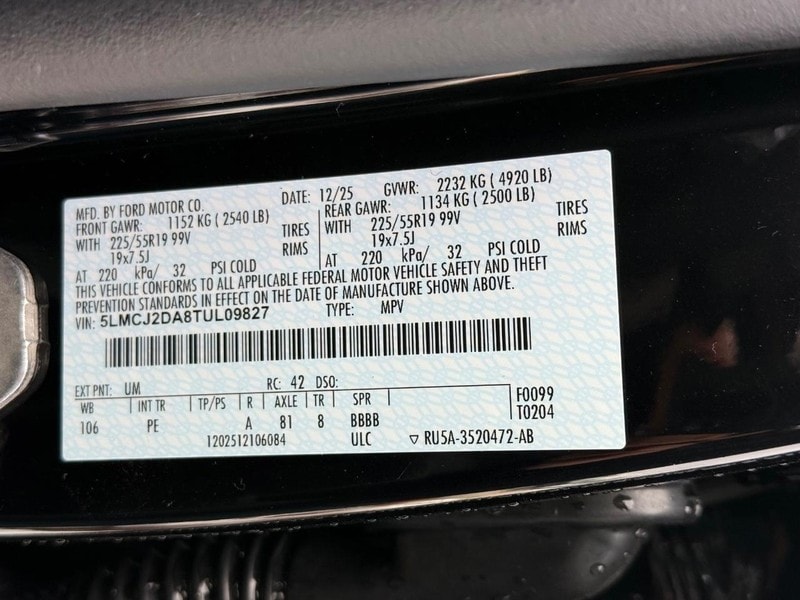 MFD. BY FORD MOTOR CO. DATE: 12/25 GVWR: 2232 KG ( 4920 LB)
FRONT GAWR: 1152 KG ( 2540 LB) REAR GAWR: 1134 KG ( 2500 LB)
WITH 225/55R19 99V TIRES WITH 225/55R19 99V TIRES
19x7.5J RIMS 19x7.5J RIMS
AT 220 kPa/ 32 PSI COLD AT 220 kPa/ 32 PSI COLD
THIS VEHICLE CONFORMS TO ALL APPLICABLE FEDERAL MOTOR VEHICLE SAFETY AND THEFT
PREVENTION STANDARDS IN EFFECT ON THE DATE OF MANUFACTURE SHOWN ABOVE.
VIN: 5LMCJ2DA8TUL09827 TYPE: MPV
EXT PNT: UM RC: 42 DSO:
WB INT TR TP/PS R AXLE TR SPR F0099
106 PE A 81 8 BBBB T0204
1202512106084 ULC ▽ RU5A-3520472-AB